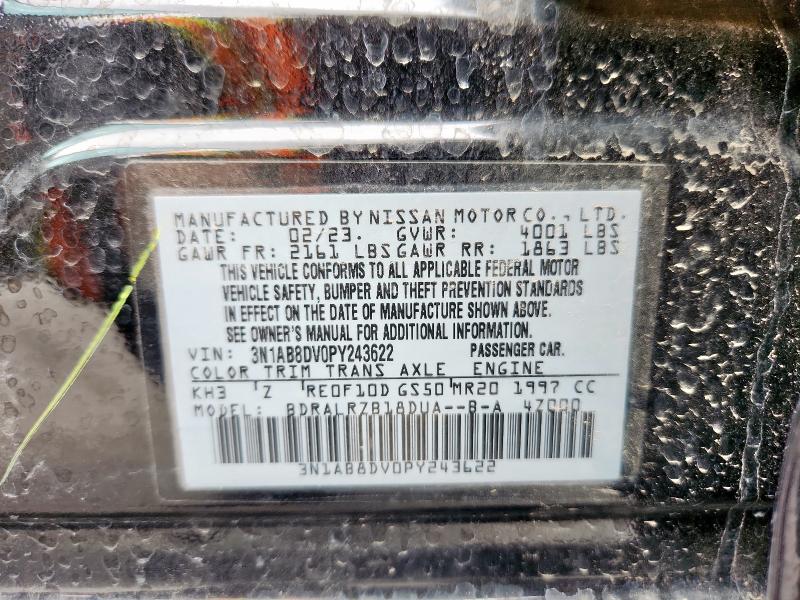 MANUFACTURED BY NISSAN MOTOR CO., LTD.
DATE: 02/23. GVWR: 4001 LBS
GAWR FR: 2161 LBS GAWR RR: 1863 LBS
THIS VEHICLE CONFORMS TO ALL APPLICABLE FEDERAL MOTOR
VEHICLE SAFETY, BUMPER AND THEFT PREVENTION STANDARDS
IN EFFECT ON THE DATE OF MANUFACTURE SHOWN ABOVE.
SEE OWNER'S MANUAL FOR ADDITIONAL INFORMATION.
VIN: 3N1AB8DV0PY243622 PASSENGER CAR.
COLOR TRIM TRANS AXLE ENGINE
KH3 Z RE0F10D GS50 MR20 1997 CC
MODEL: BDRALRZB18DUA--B-A 47000
3N1AB8DV0PY243622